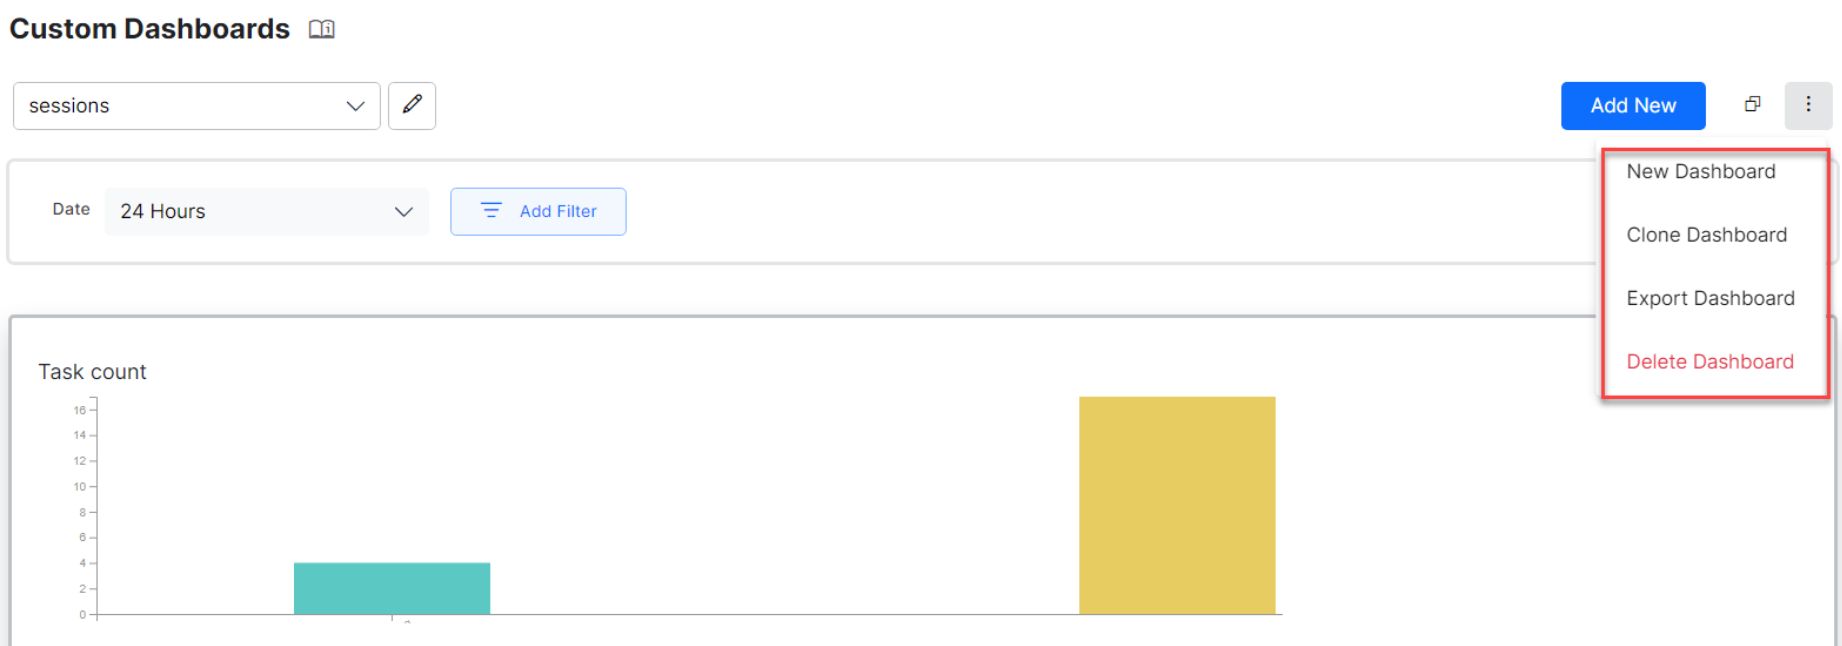 Custom Dashboards
sessions
Add New
New Dashboard
Date
24 Hours
Add Filter
Clone Dashboard
Export Dashboard
Delete Dashboard
Task count
16
14
12
10
8
6
4
2
0